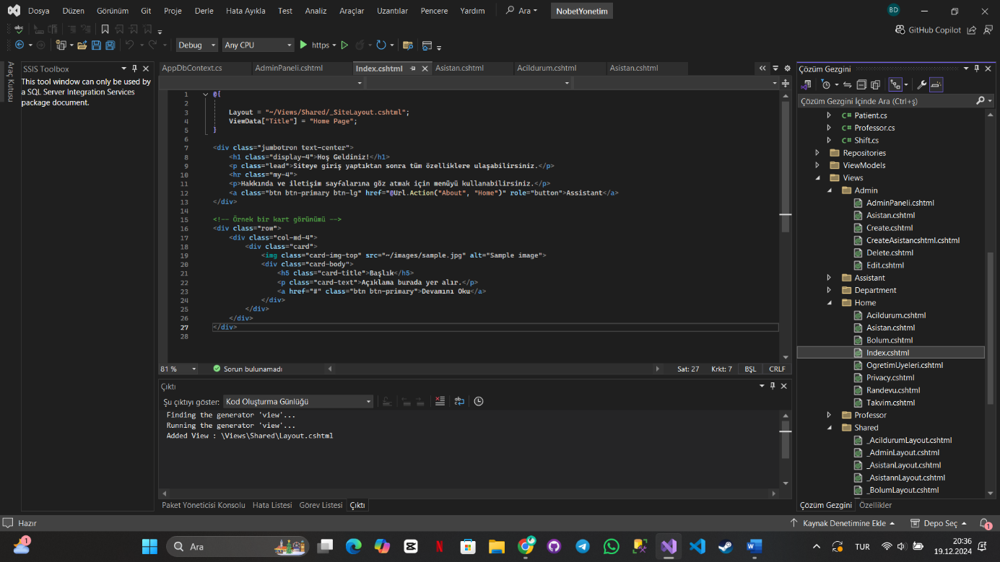 Dosya Düzen Görünüm Git Proje Derle Hata Ayıkla Test Analiz Araçlar Uzantılar Pencere Yardım Ara NobetYonetim BD
GitHub Copilot
Debug Any CPU https
Araç Kutusu
SSIS Toolbox
This tool window can only be used by
a SQL Server Integration Services
package document.
AppDbContext.cs AdminPaneli.cshtml Index.cshtml Asistan.cshtml Acildurum.cshtml Asistan.cshtml
1 @{
2
3 Layout = "~/Views/Shared/_SiteLayout.cshtml";
4 ViewData["Title"] = "Home Page";
5 }
6
7 <div class="jumbotron text-center">
8 <h1 class="display-4">Hoş Geldiniz!</h1>
9 <p class="lead">Siteye giriş yaptıktan sonra tüm özelliklere ulaşabilirsiniz.</p>
10 <hr class="my-4">
11 <p>Hakkında ve iletişim sayfalarına göz atmak için menüyü kullanabilirsiniz.</p>
12 <a class="btn btn-primary btn-lg" href="@Url.Action("About", "Home")" role="button">Assistant</a>
13 </div>
14
15 <!-- Örnek bir kart görünümü -->
16 <div class="row">
17 <div class="col-md-4">
18 <div class="card">
19 <img class="card-img-top" src="~/images/sample.jpg" alt="Sample image">
20 <div class="card-body">
21 <h5 class="card-title">Başlık</h5>
22 <p class="card-text">Açıklama burada yer alır.</p>
23 <a href="#" class="btn btn-primary">Devamını Oku</a>
24 </div>
25 </div>
26 </div>
27 </div>
28
81 % Sorun bulunamadı Sat: 27 Krkt: 7 BŞL CRLF
Çıktı
Şu çıktıyı göster: Kod Oluşturma Günlüğü
Finding the generator 'view'...
Running the generator 'view'...
Added View : \Views\Shared\Layout.cshtml
Paket Yöneticisi Konsolu Hata Listesi Görev Listesi Çıktı
Çözüm Gezgini
Çözüm Gezgini İçinde Ara (Ctrl+ş)
C# Patient.cs
C# Professor.cs
C# Shift.cs
Repositories
ViewModels
Views
Admin
AdminPaneli.cshtml
Asistan.cshtml
Create.cshtml
CreateAsistancshtml.cshtml
Delete.cshtml
Edit.cshtml
Assistant
Department
Home
Acildurum.cshtml
Asistan.cshtml
Bolum.cshtml
Index.cshtml
OgretimUyeleri.cshtml
Privacy.cshtml
Randevu.cshtml
Takvim.cshtml
Professor
Shared
_AcildurumLayout.cshtml
_AdminLayout.cshtml
_AsistanLayout.cshtml
_AsistannLayout.cshtml
_BolumLayout.cshtml
Çözüm Gezgini Özellikler
Hazır Kaynak Denetimine Ekle Depo Seç 1
1 Ara TUR 20:36
19.12.2024